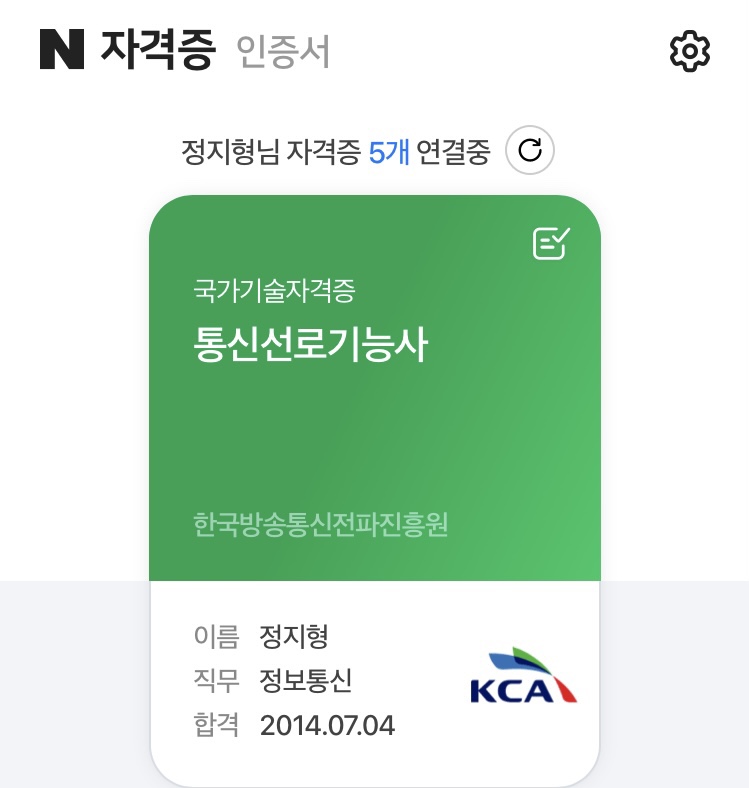 N 자격증 인증서
정지형님 자격증 5개 연결중
국가기술자격증
통신선로기능사
한국방송통신전파진흥원
이름 정지형
직무 정보통신
합격 2014.07.04
KCA